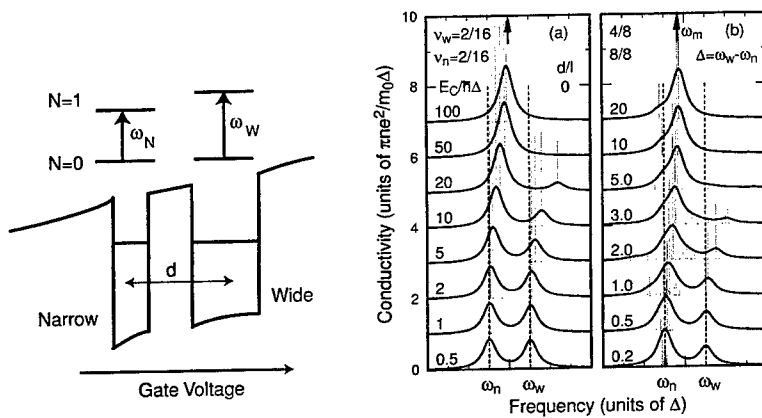 N=1
ω_N
ω_W
N=0
d
Narrow
Wide
Gate Voltage
Conductivity (units of πne²/m₀Δ)
10
8
6
4
2
0
ν_w=2/16
(a)
ν_n=2/16
d/l
E_C/ħΔ
0
100
50
20
10
5
2
1
0.5
ω_n
ω_w
4/8
ω_m
(b)
8/8
Δ=ω_w-ω_n
20
10
5.0
3.0
2.0
1.0
0.5
0.2
ω_n
ω_w
Frequency (units of Δ)